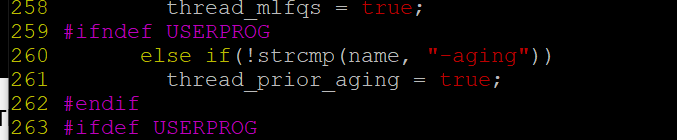 258 thread_mlfqs = true;
259 #ifndef USERPROG
260 else if(!strcmp(name, "-aging"))
261 thread_prior_aging = true;
262 #endif
263 #ifdef USERPROG